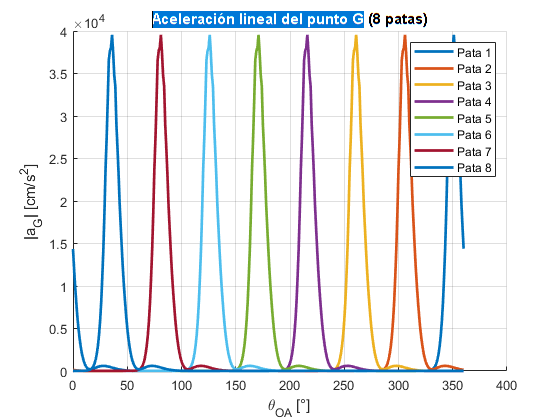 Aceleración lineal del punto G (8 patas)
×10⁴
4
3.5
3
2.5
2
1.5
1
0.5
0
|a_G| [cm/s²]
Pata 1
Pata 2
Pata 3
Pata 4
Pata 5
Pata 6
Pata 7
Pata 8
0 50 100 150 200 250 300 350 400
θ_OA [°]